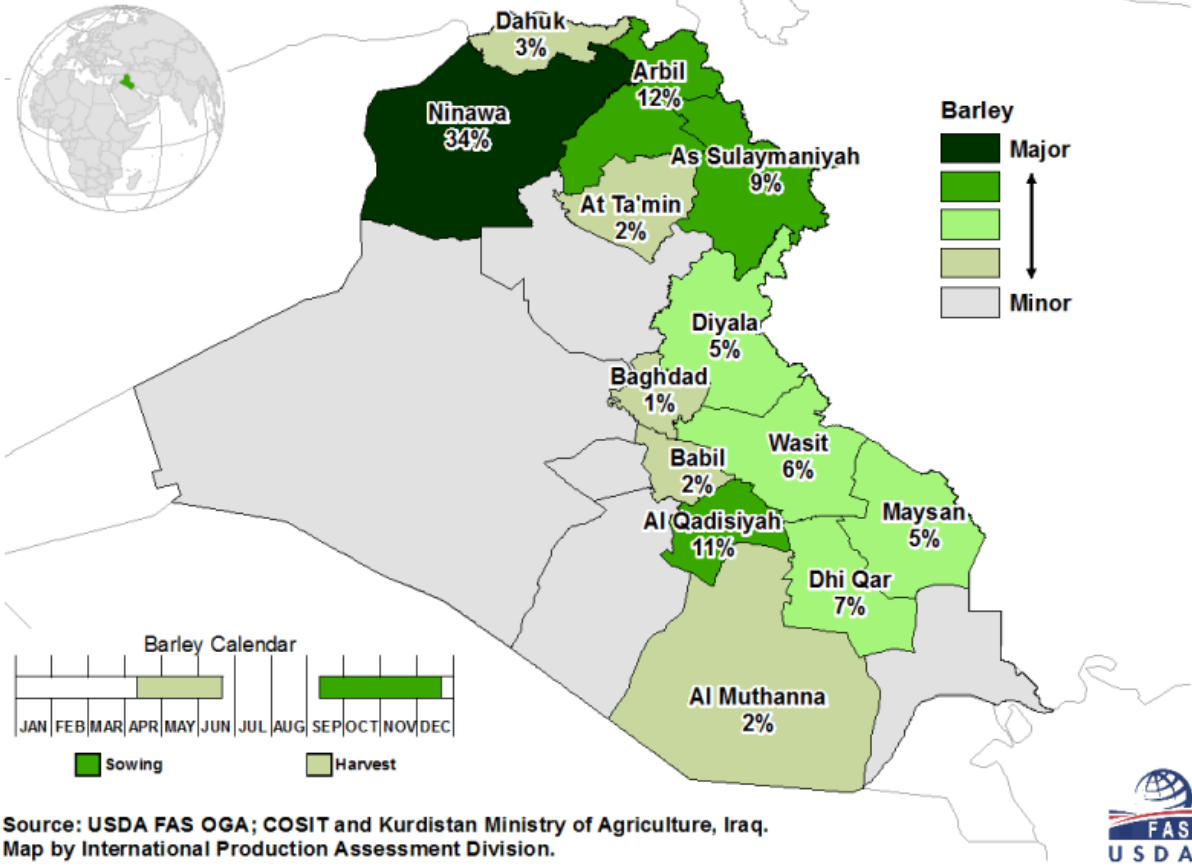 Dahuk
3%
Arbil
12%
Ninawa
34%
As Sulaymaniyah
9%
At Ta'min
2%
Barley
Major
Minor
Diyala
5%
Baghdad
1%
Wasit
6%
Babil
2%
Maysan
5%
Al Qadisiyah
11%
Dhi Qar
7%
Al Muthanna
2%
Barley Calendar
JAN FEB MAR APR MAY JUN JUL AUG SEP OCT NOV DEC
Sowing
Harvest
Source: USDA FAS OGA; COSIT and Kurdistan Ministry of Agriculture, Iraq.
Map by International Production Assessment Division.
FAS
USDA